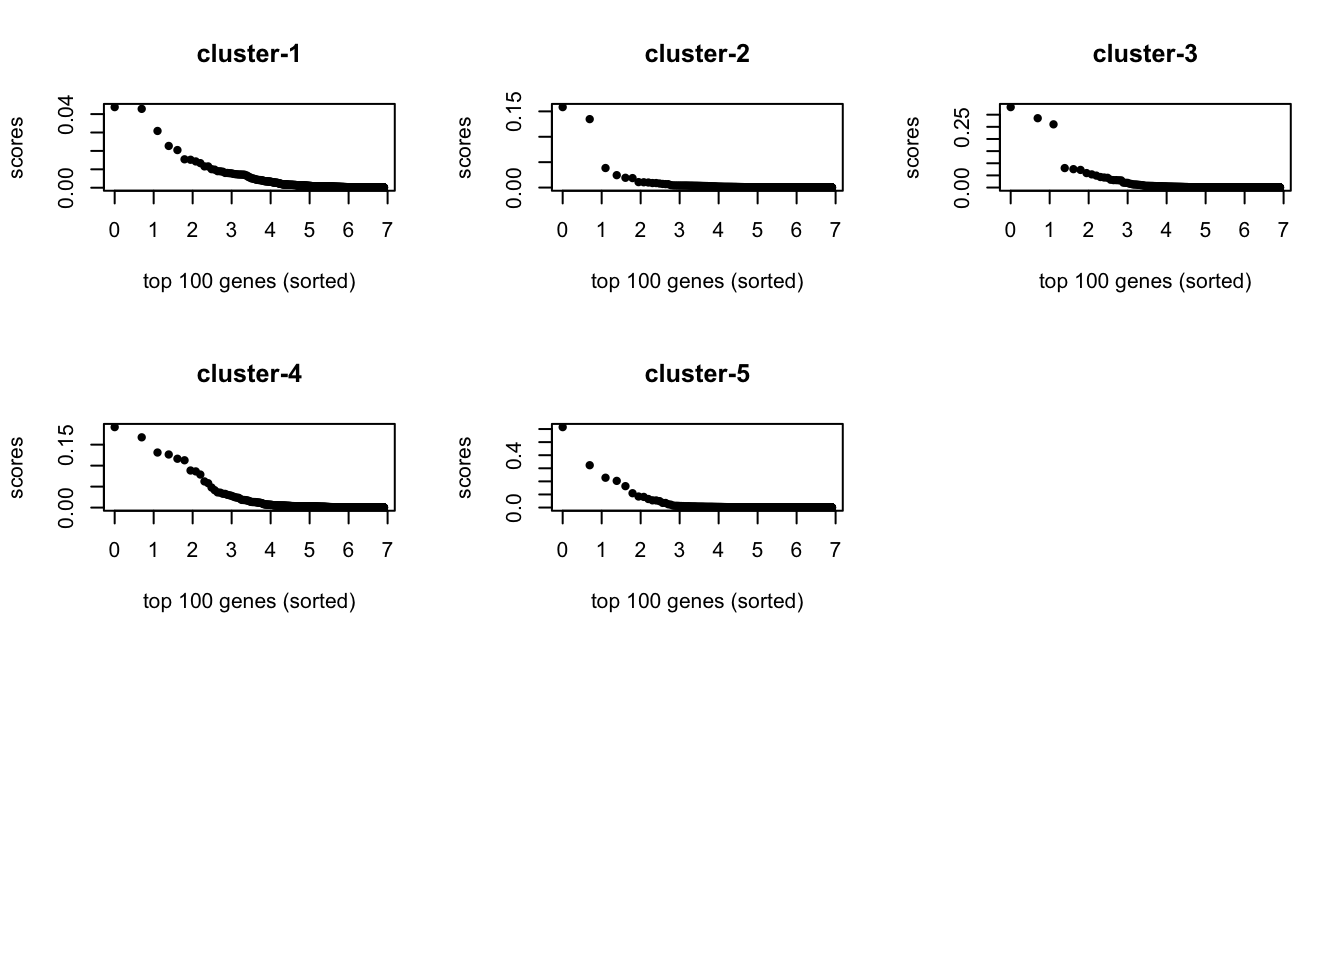 cluster-1
scores
0.00 0.04
0 1 2 3 4 5 6 7
top 100 genes (sorted)
cluster-2
scores
0.00 0.15
0 1 2 3 4 5 6 7
top 100 genes (sorted)
cluster-3
scores
0.00 0.25
0 1 2 3 4 5 6 7
top 100 genes (sorted)
cluster-4
scores
0.00 0.15
0 1 2 3 4 5 6 7
top 100 genes (sorted)
cluster-5
scores
0.0 0.4
0 1 2 3 4 5 6 7
top 100 genes (sorted)